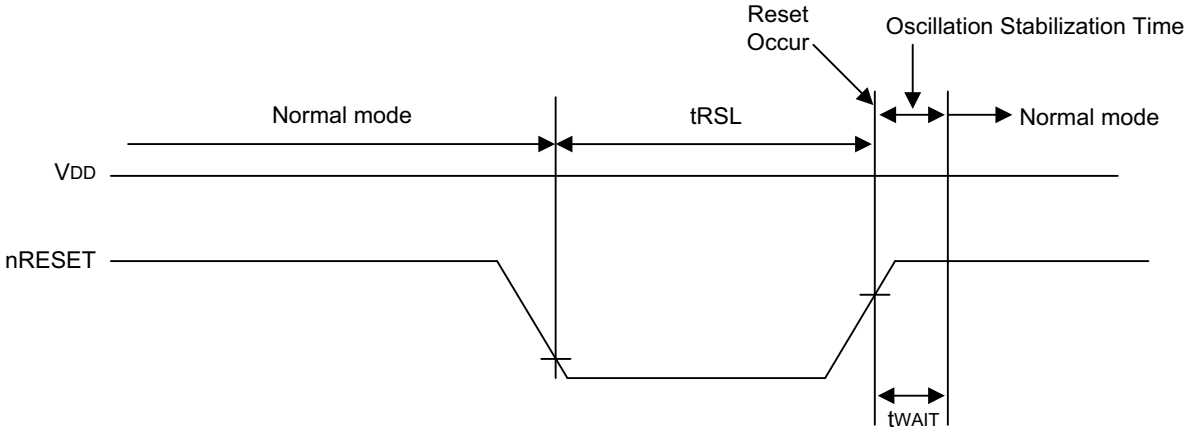 Reset
Occur
Oscillation Stabilization Time
Normal mode
tRSL
Normal mode
VDD
nRESET
tWAIT